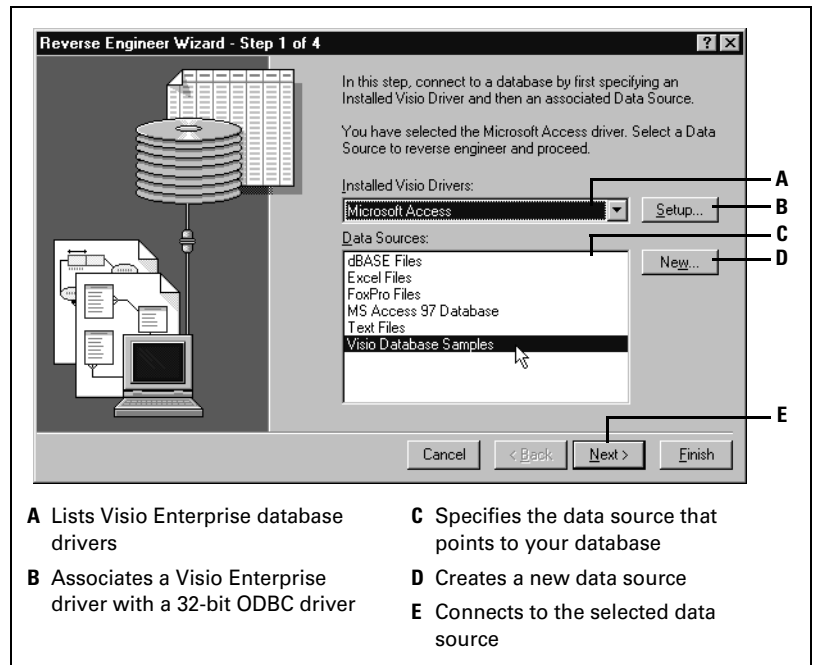 Reverse Engineer Wizard - Step 1 of 4
In this step, connect to a database by first specifying an
Installed Visio Driver and then an associated Data Source.
You have selected the Microsoft Access driver. Select a Data
Source to reverse engineer and proceed.
Installed Visio Drivers:
Microsoft Access
Setup...
Data Sources:
dBASE Files
Excel Files
FoxPro Files
MS Access 97 Database
Text Files
Visio Database Samples
New...
A
B
C
D
E
Cancel
< Back
Next >
Finish
A Lists Visio Enterprise database
drivers
B Associates a Visio Enterprise
driver with a 32-bit ODBC driver
C Specifies the data source that
points to your database
D Creates a new data source
E Connects to the selected data
source